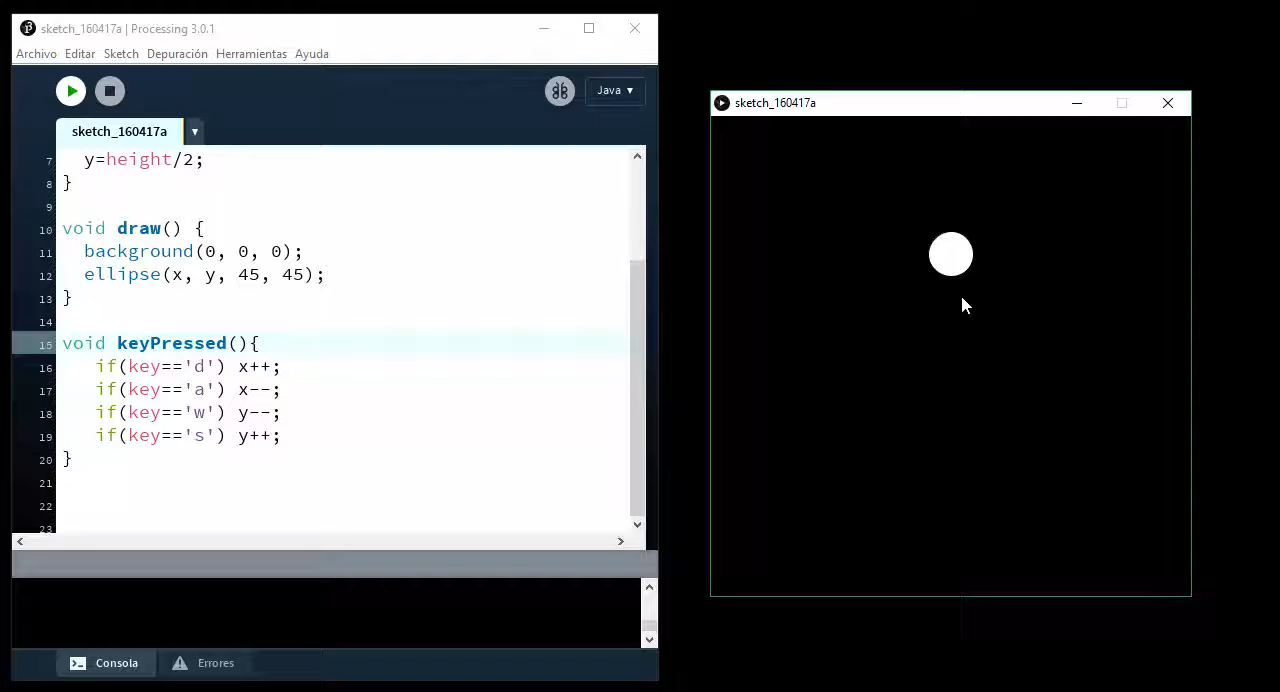 sketch_160417a | Processing 3.0.1
Archivo Editar Sketch Depuración Herramientas Ayuda
Java ▾
sketch_160417a ▾
7 y=height/2;
8 }
9
10 void draw() {
11 background(0, 0, 0);
12 ellipse(x, y, 45, 45);
13 }
14
15 void keyPressed(){
16 if(key=='d') x++;
17 if(key=='a') x--;
18 if(key=='w') y--;
19 if(key=='s') y++;
20 }
21
22
23
Consola Errores
sketch_160417a